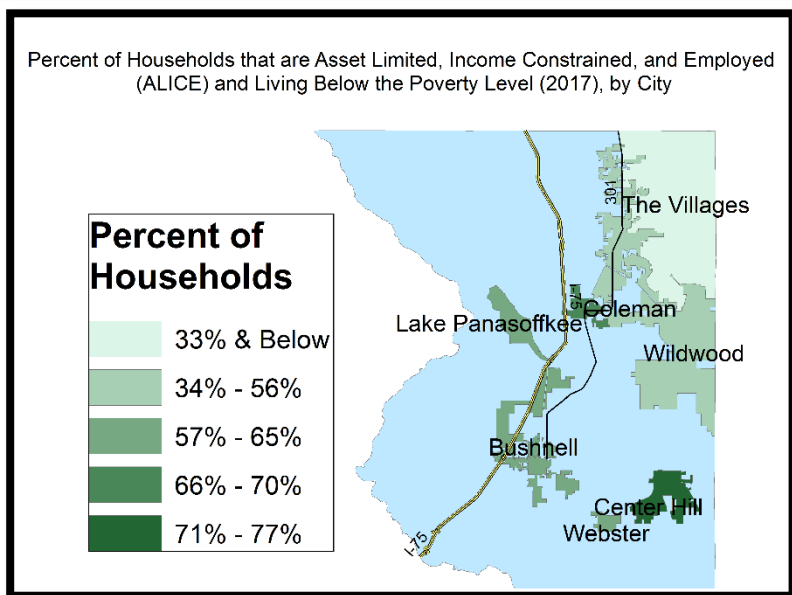 Percent of Households that are Asset Limited, Income Constrained, and Employed
(ALICE) and Living Below the Poverty Level (2017), by City
Percent of
Households
33% & Below
34% - 56%
57% - 65%
66% - 70%
71% - 77%
301
The Villages
I-75
Coleman
Lake Panasoffkee
Wildwood
Bushnell
Center Hill
Webster
I-75